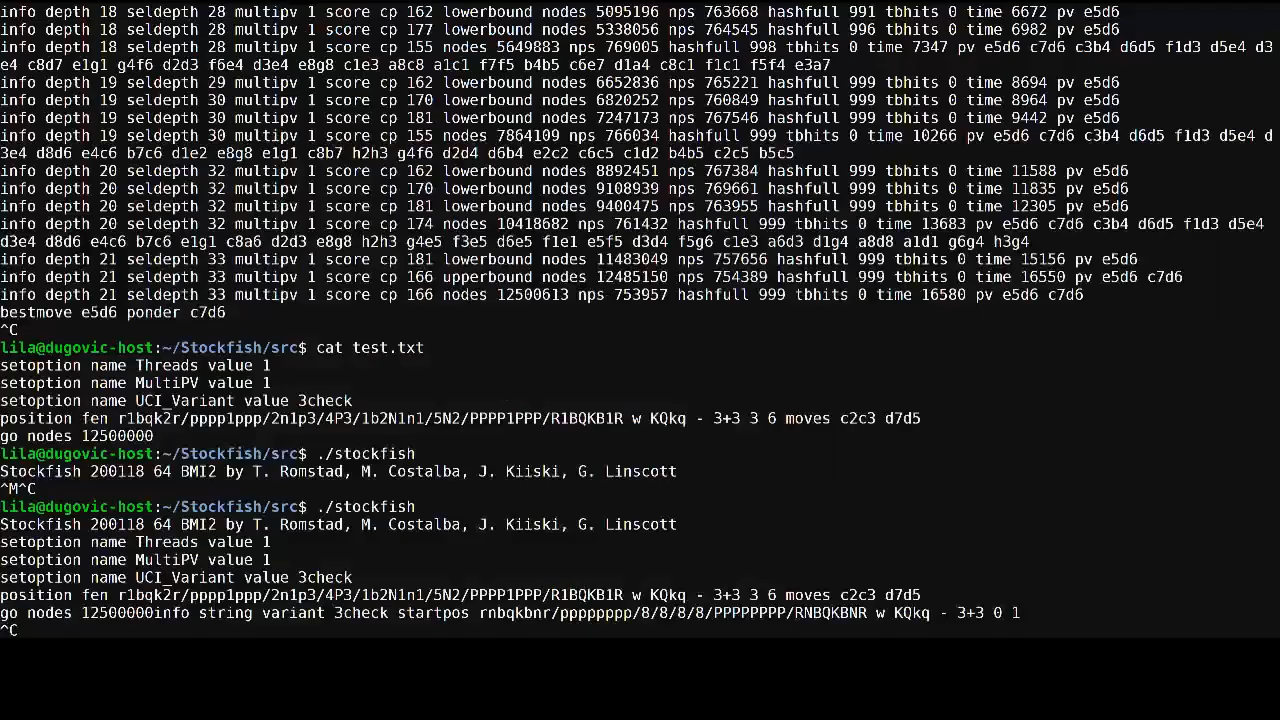 info depth 18 seldepth 28 multipv 1 score cp 162 lowerbound nodes 5095196 nps 763668 hashfull 991 tbhits 0 time 6672 pv e5d6
info depth 18 seldepth 28 multipv 1 score cp 177 lowerbound nodes 5338056 nps 764545 hashfull 996 tbhits 0 time 6982 pv e5d6
info depth 18 seldepth 28 multipv 1 score cp 155 nodes 5649883 nps 769005 hashfull 998 tbhits 0 time 7347 pv e5d6 c7d6 c3b4 d6d5 f1d3 d5e4 d3
e4 c8d7 e1g1 g4f6 d2d3 f6e4 d3e4 e8g8 c1e3 a8c8 a1c1 f7f5 b4b5 c6e7 d1a4 c8c1 f1c1 f5f4 e3a7
info depth 19 seldepth 29 multipv 1 score cp 162 lowerbound nodes 6652836 nps 765221 hashfull 999 tbhits 0 time 8694 pv e5d6
info depth 19 seldepth 30 multipv 1 score cp 170 lowerbound nodes 6820252 nps 760849 hashfull 999 tbhits 0 time 8964 pv e5d6
info depth 19 seldepth 30 multipv 1 score cp 181 lowerbound nodes 7247173 nps 767546 hashfull 999 tbhits 0 time 9442 pv e5d6
info depth 19 seldepth 30 multipv 1 score cp 155 nodes 7864109 nps 766034 hashfull 999 tbhits 0 time 10266 pv e5d6 c7d6 c3b4 d6d5 f1d3 d5e4 d
3e4 d8d6 e4c6 b7c6 d1e2 e8g8 e1g1 c8b7 h2h3 g4f6 d2d4 d6b4 e2c2 c6c5 c1d2 b4b5 c2c5 b5c5
info depth 20 seldepth 32 multipv 1 score cp 162 lowerbound nodes 8892451 nps 767384 hashfull 999 tbhits 0 time 11588 pv e5d6
info depth 20 seldepth 32 multipv 1 score cp 170 lowerbound nodes 9108939 nps 769661 hashfull 999 tbhits 0 time 11835 pv e5d6
info depth 20 seldepth 32 multipv 1 score cp 181 lowerbound nodes 9400475 nps 763955 hashfull 999 tbhits 0 time 12305 pv e5d6
info depth 20 seldepth 32 multipv 1 score cp 174 nodes 10418682 nps 761432 hashfull 999 tbhits 0 time 13683 pv e5d6 c7d6 c3b4 d6d5 f1d3 d5e4
d3e4 d8d6 e4c6 b7c6 e1g1 c8a6 d2d3 e8g8 h2h3 g4e5 f3e5 d6e5 f1e1 e5f5 d3d4 f5g6 c1e3 a6d3 d1g4 a8d8 a1d1 g6g4 h3g4
info depth 21 seldepth 33 multipv 1 score cp 181 lowerbound nodes 11483049 nps 757656 hashfull 999 tbhits 0 time 15156 pv e5d6
info depth 21 seldepth 33 multipv 1 score cp 166 upperbound nodes 12485150 nps 754389 hashfull 999 tbhits 0 time 16550 pv e5d6 c7d6
info depth 21 seldepth 33 multipv 1 score cp 166 nodes 12500613 nps 753957 hashfull 999 tbhits 0 time 16580 pv e5d6 c7d6
bestmove e5d6 ponder c7d6
^C
lila@dugovic-host:~/Stockfish/src$ cat test.txt
setoption name Threads value 1
setoption name MultiPV value 1
setoption name UCI_Variant value 3check
position fen r1bqk2r/pppp1ppp/2n1p3/4P3/1b2N1n1/5N2/PPPP1PPP/R1BQKB1R w KQkq - 3+3 3 6 moves c2c3 d7d5
go nodes 12500000
lila@dugovic-host:~/Stockfish/src$ ./stockfish
Stockfish 200118 64 BMI2 by T. Romstad, M. Costalba, J. Kiiski, G. Linscott
^M^C
lila@dugovic-host:~/Stockfish/src$ ./stockfish
Stockfish 200118 64 BMI2 by T. Romstad, M. Costalba, J. Kiiski, G. Linscott
setoption name Threads value 1
setoption name MultiPV value 1
setoption name UCI_Variant value 3check
position fen r1bqk2r/pppp1ppp/2n1p3/4P3/1b2N1n1/5N2/PPPP1PPP/R1BQKB1R w KQkq - 3+3 3 6 moves c2c3 d7d5
go nodes 12500000info string variant 3check startpos rnbqkbnr/pppppppp/8/8/8/8/PPPPPPPP/RNBQKBNR w KQkq - 3+3 0 1
^C